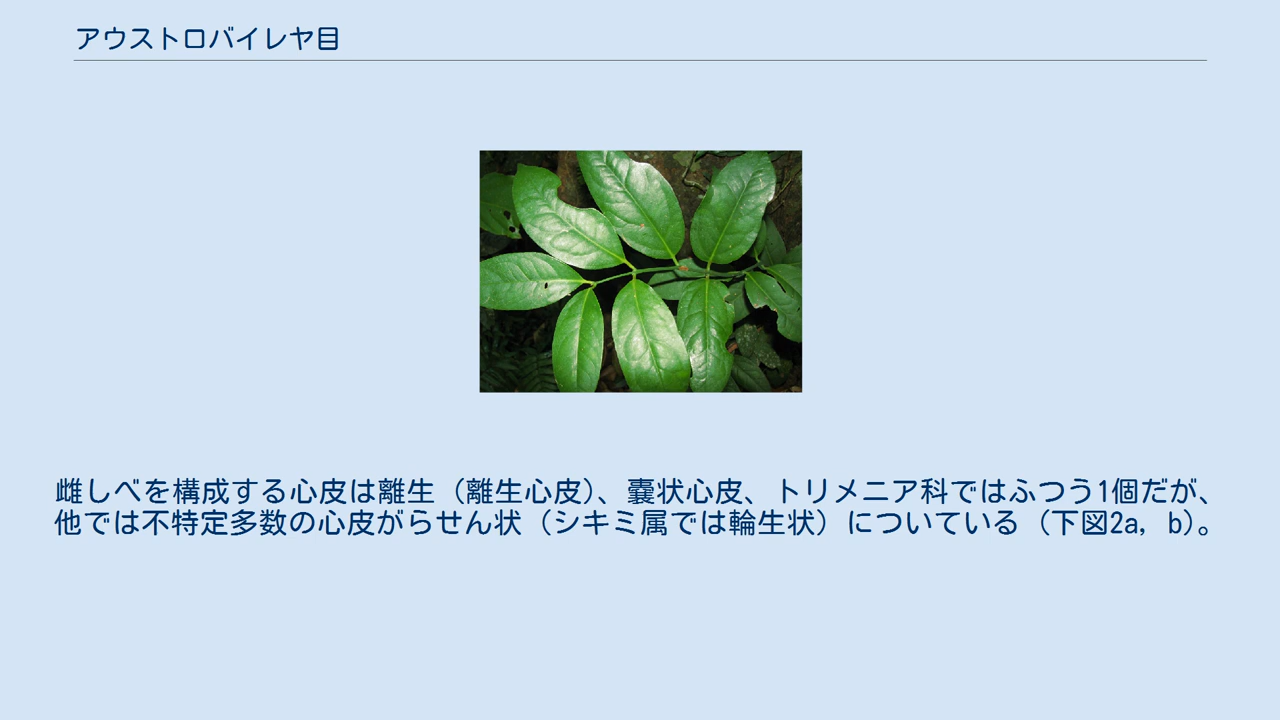 アウストロバイレヤ目
雌しべを構成する心皮は離生（離生心皮）、嚢状心皮、トリメニア科ではふつう1個だが、
他では不特定多数の心皮がらせん状（シキミ属では輪生状）についている（下図2a, b）。